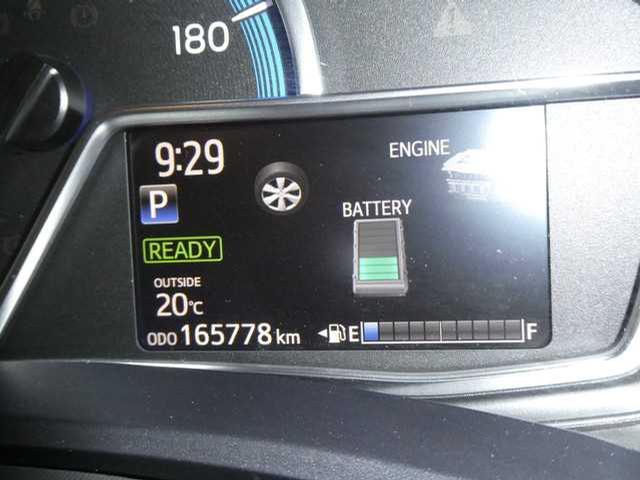 180
9:29
ENGINE
P
BATTERY
READY
OUTSIDE
20°C
ODO 165778 km
E F